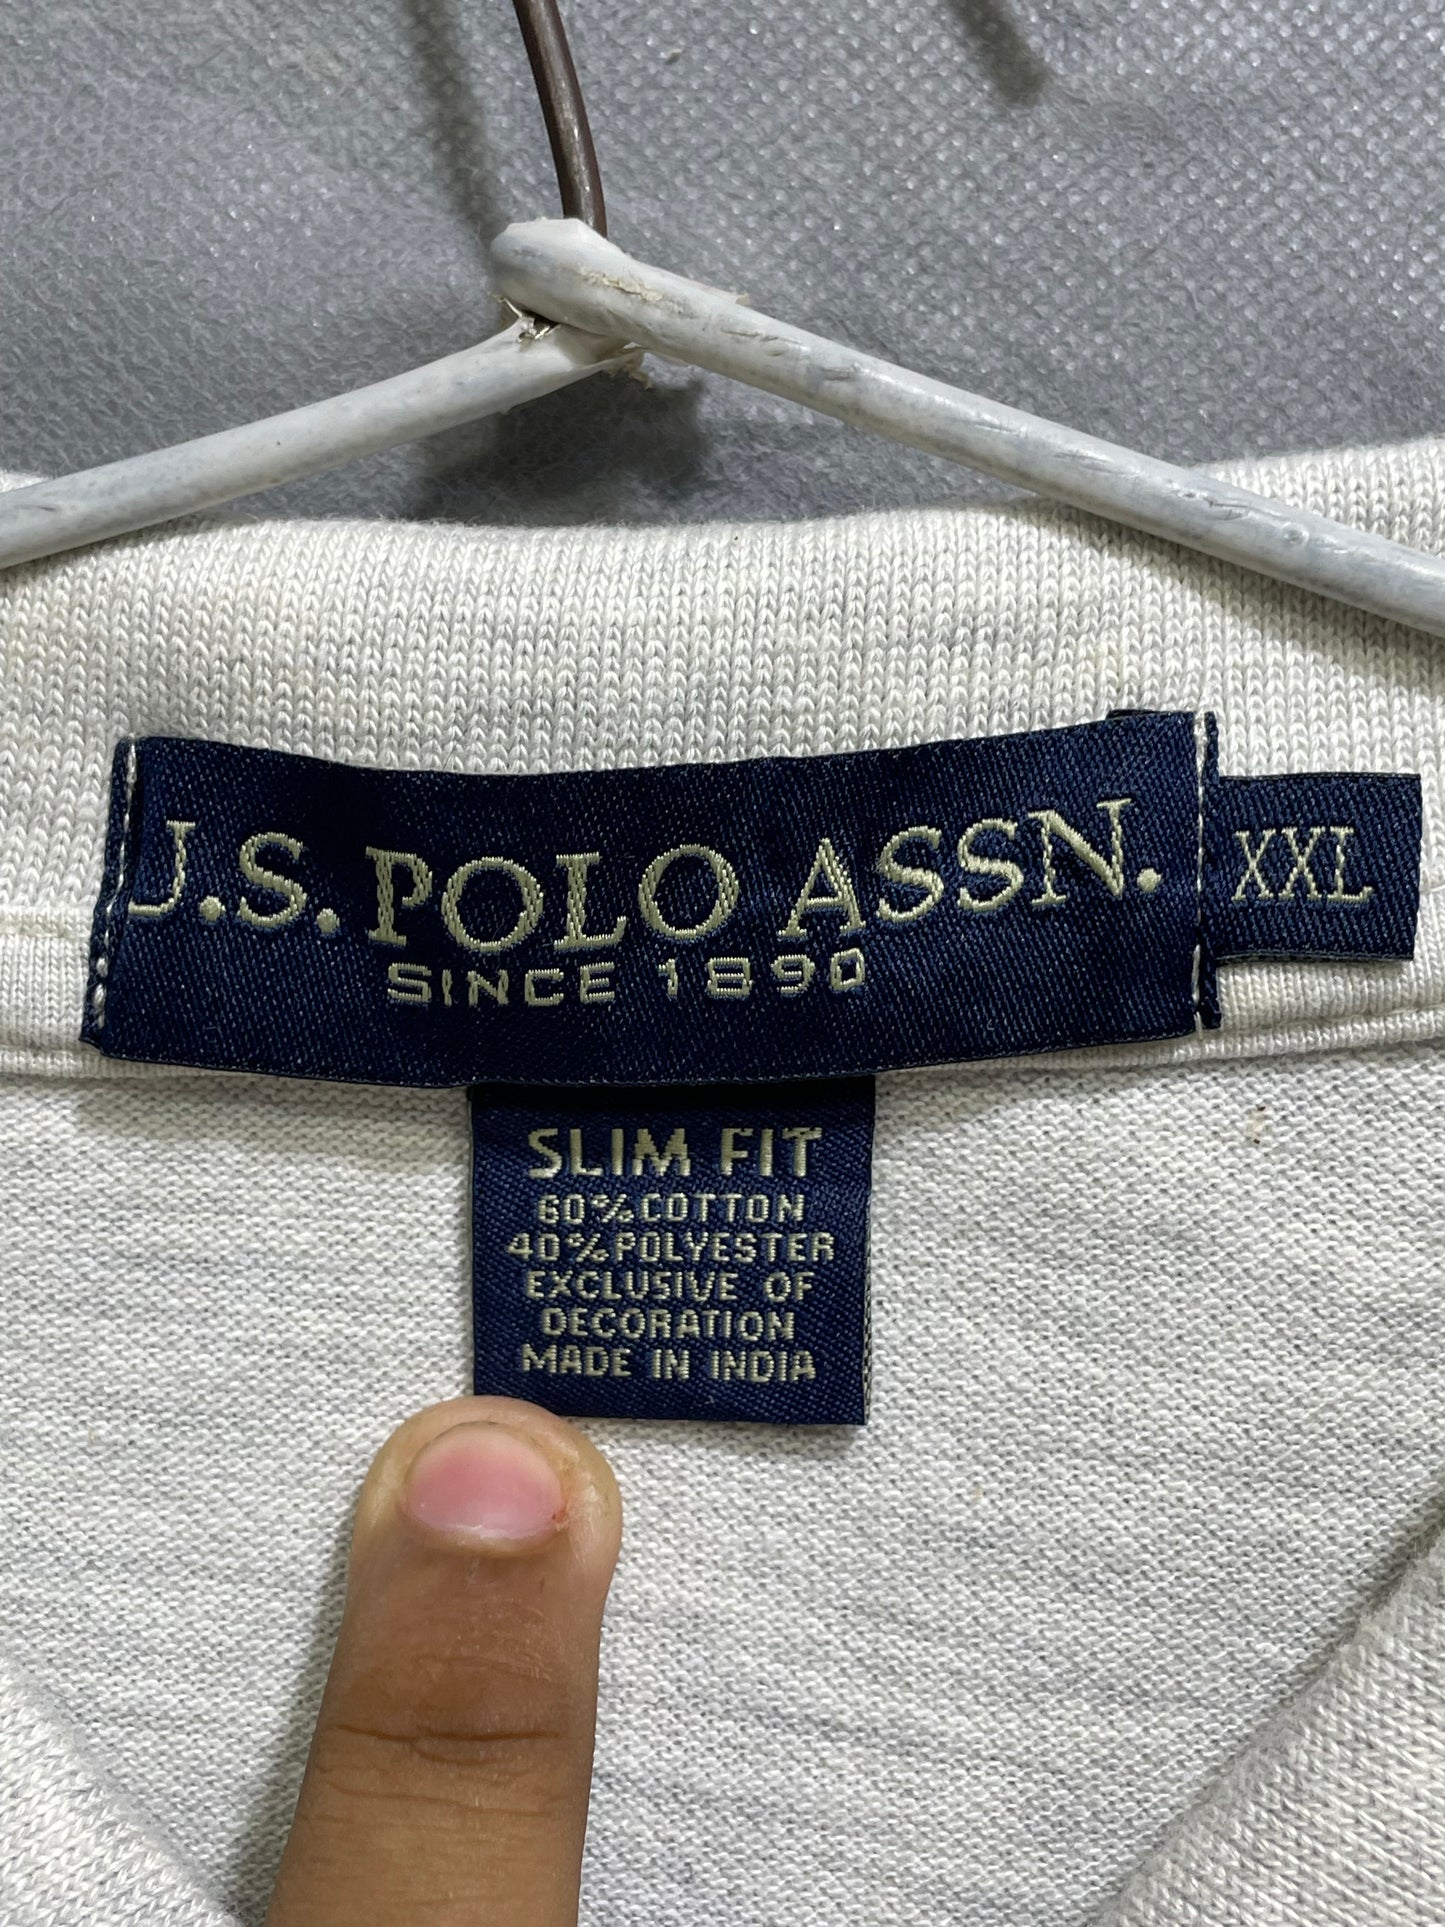 U.S. POLO ASSN.
SINCE 1890
XXL
SLIM FIT
60% COTTON
40% POLYESTER
EXCLUSIVE OF
DECORATION
MADE IN INDIA